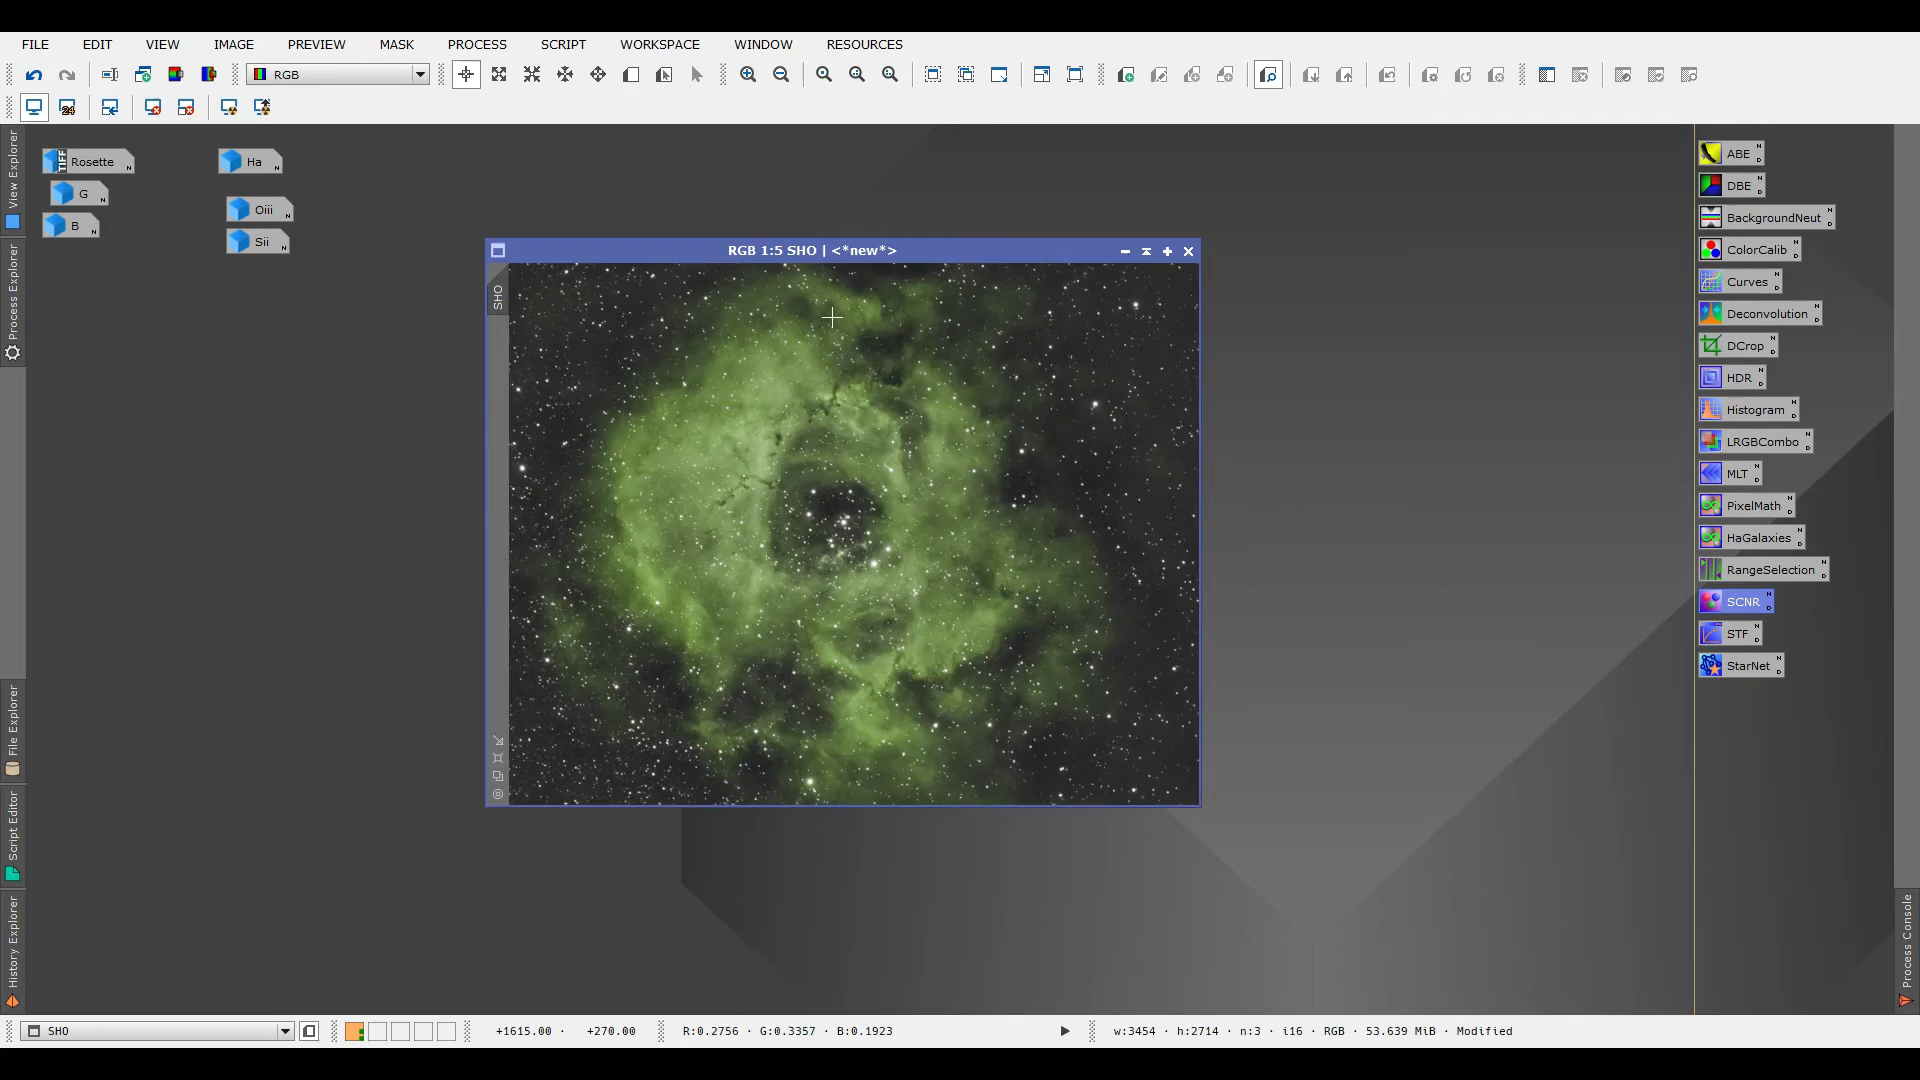 FILE EDIT VIEW IMAGE PREVIEW MASK PROCESS SCRIPT WORKSPACE WINDOW RESOURCES
RGB
24
View Explorer
Process Explorer
File Explorer
Script Editor
History Explorer
TIFF Rosette N
G N
B N
Ha N
Oiii N
Sii N
RGB 1:5 SHO | <*new*>
SHO
ABE N D
DBE N D
BackgroundNeut N D
ColorCalib N D
Curves N D
Deconvolution N D
DCrop N D
HDR N D
Histogram N D
LRGBCombo N D
MLT N D
PixelMath N D
HaGalaxies N D
RangeSelection N D
SCNR N D
STF N D
StarNet N D
Process Console
SHO
+1615.00 · +270.00
R:0.2756 · G:0.3357 · B:0.1923
w:3454 · h:2714 · n:3 · i16 · RGB · 53.639 MiB · Modified